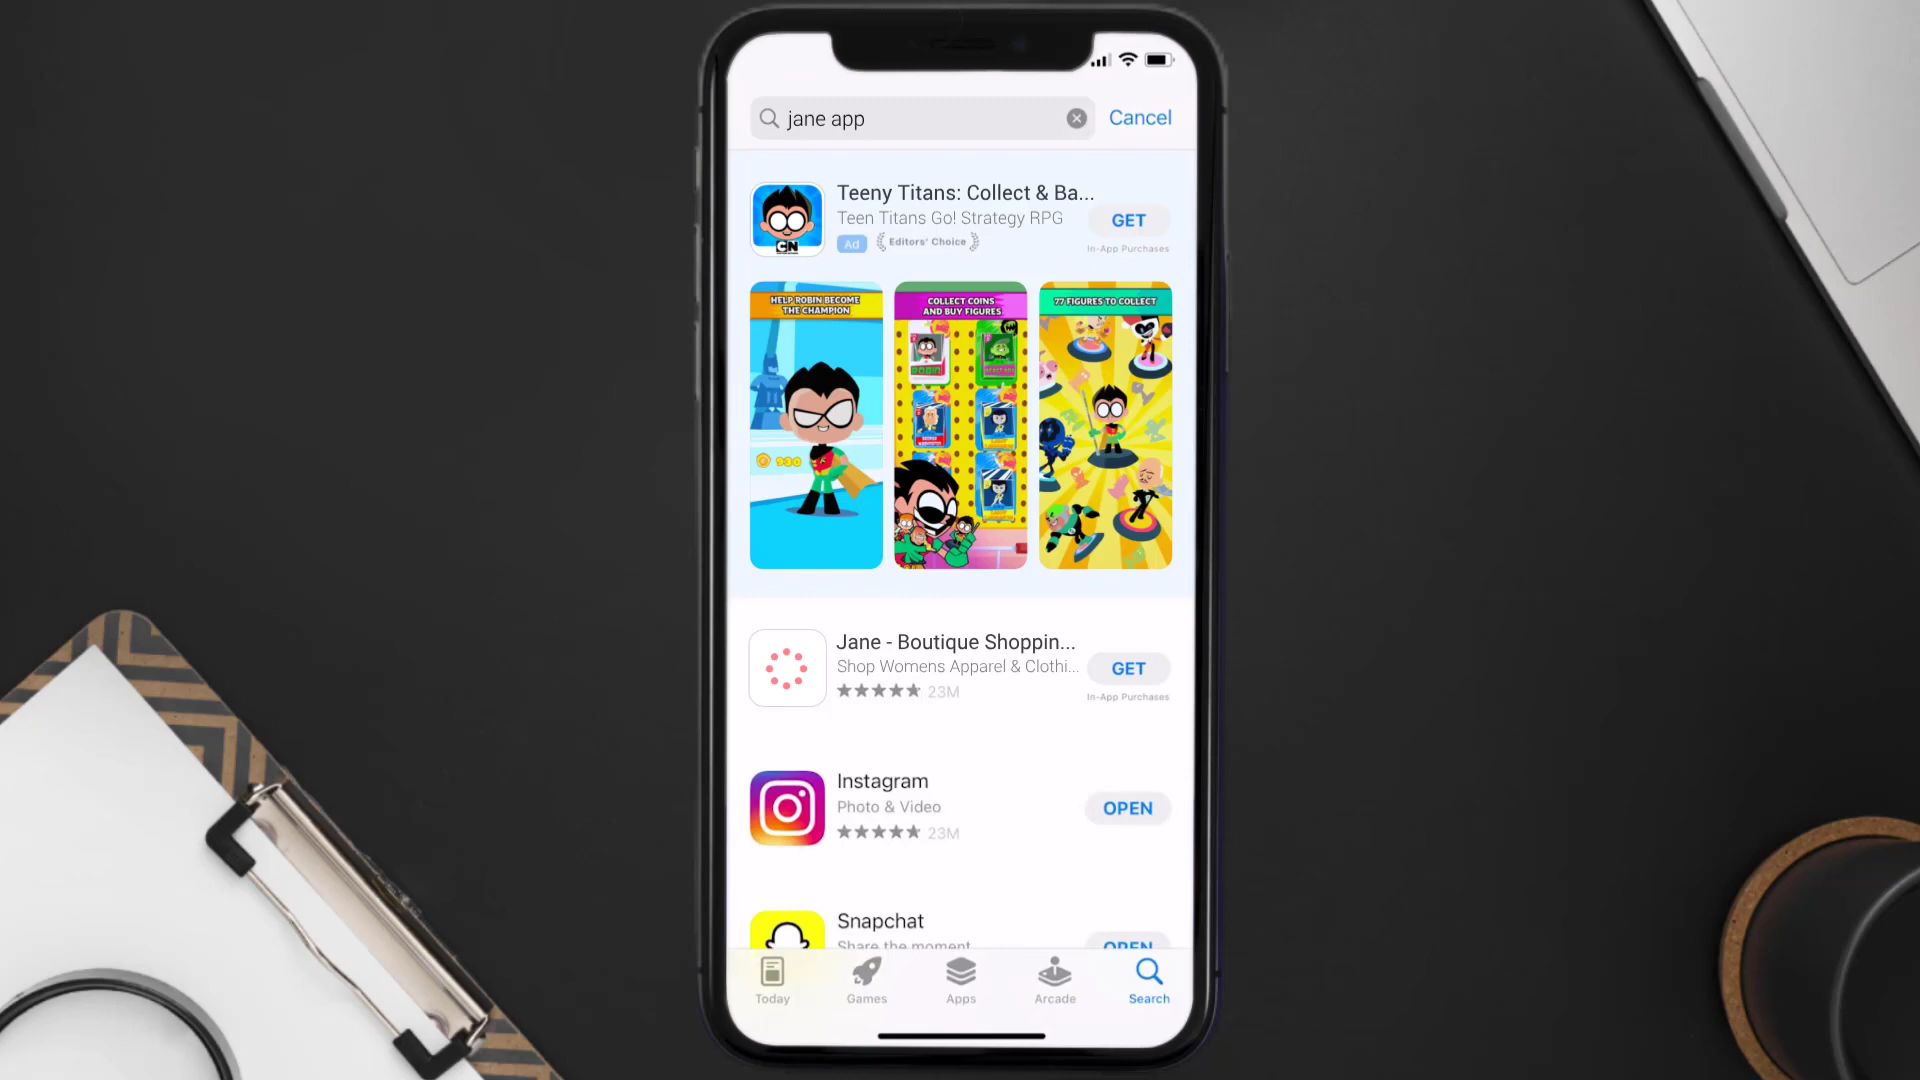 jane app
Cancel
Teeny Titans: Collect & Ba...
Teen Titans Go! Strategy RPG
GET
Ad
Editors' Choice
In-App Purchases
HELP ROBIN BECOME
THE CHAMPION
COLLECT COINS
AND BUY FIGURES
77 FIGURES TO COLLECT
930
CN
ROBIN
Jane - Boutique Shoppin...
Shop Womens Apparel & Clothi...
GET
23M
In-App Purchases
Instagram
Photo & Video
OPEN
23M
Snapchat
Share the moment
OPEN
Today
Games
Apps
Arcade
Search